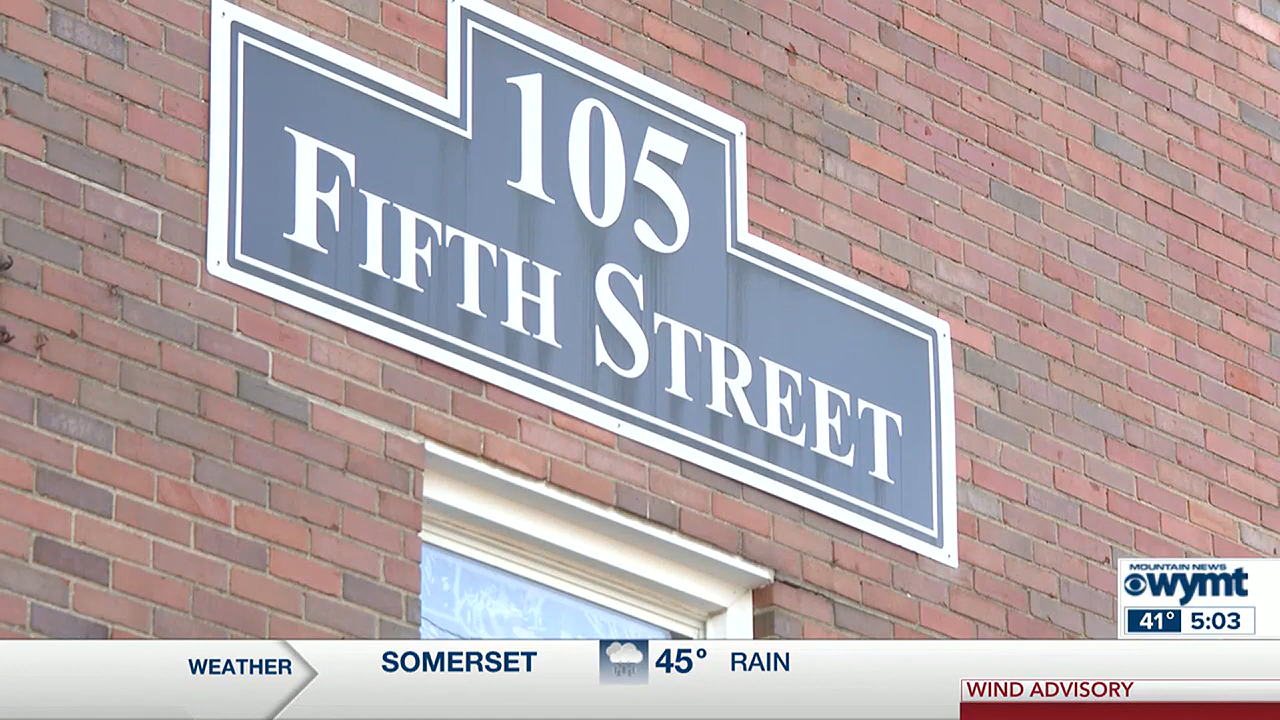 105
FIFTH STREET
MOUNTAIN NEWS
wymt
41° 5:03
WEATHER SOMERSET 45° RAIN
WIND ADVISORY